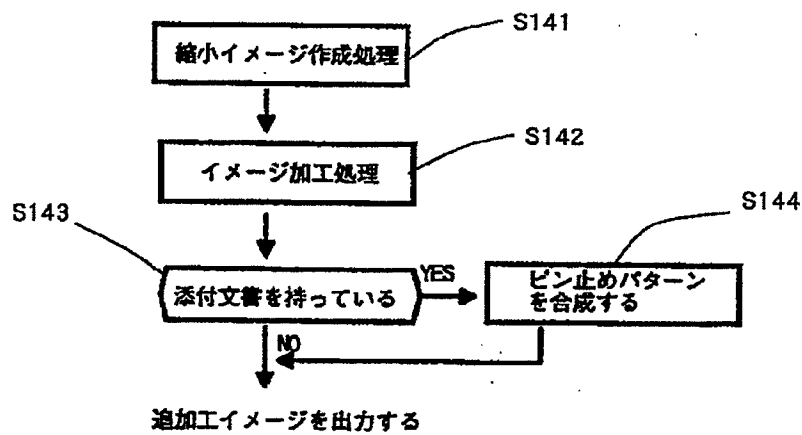 S141
縮小イメージ作成処理
S142
イメージ加工処理
S143
添付文書を持っている
YES
S144
ピン止めパターン
を合成する
NO
追加工イメージを出力する